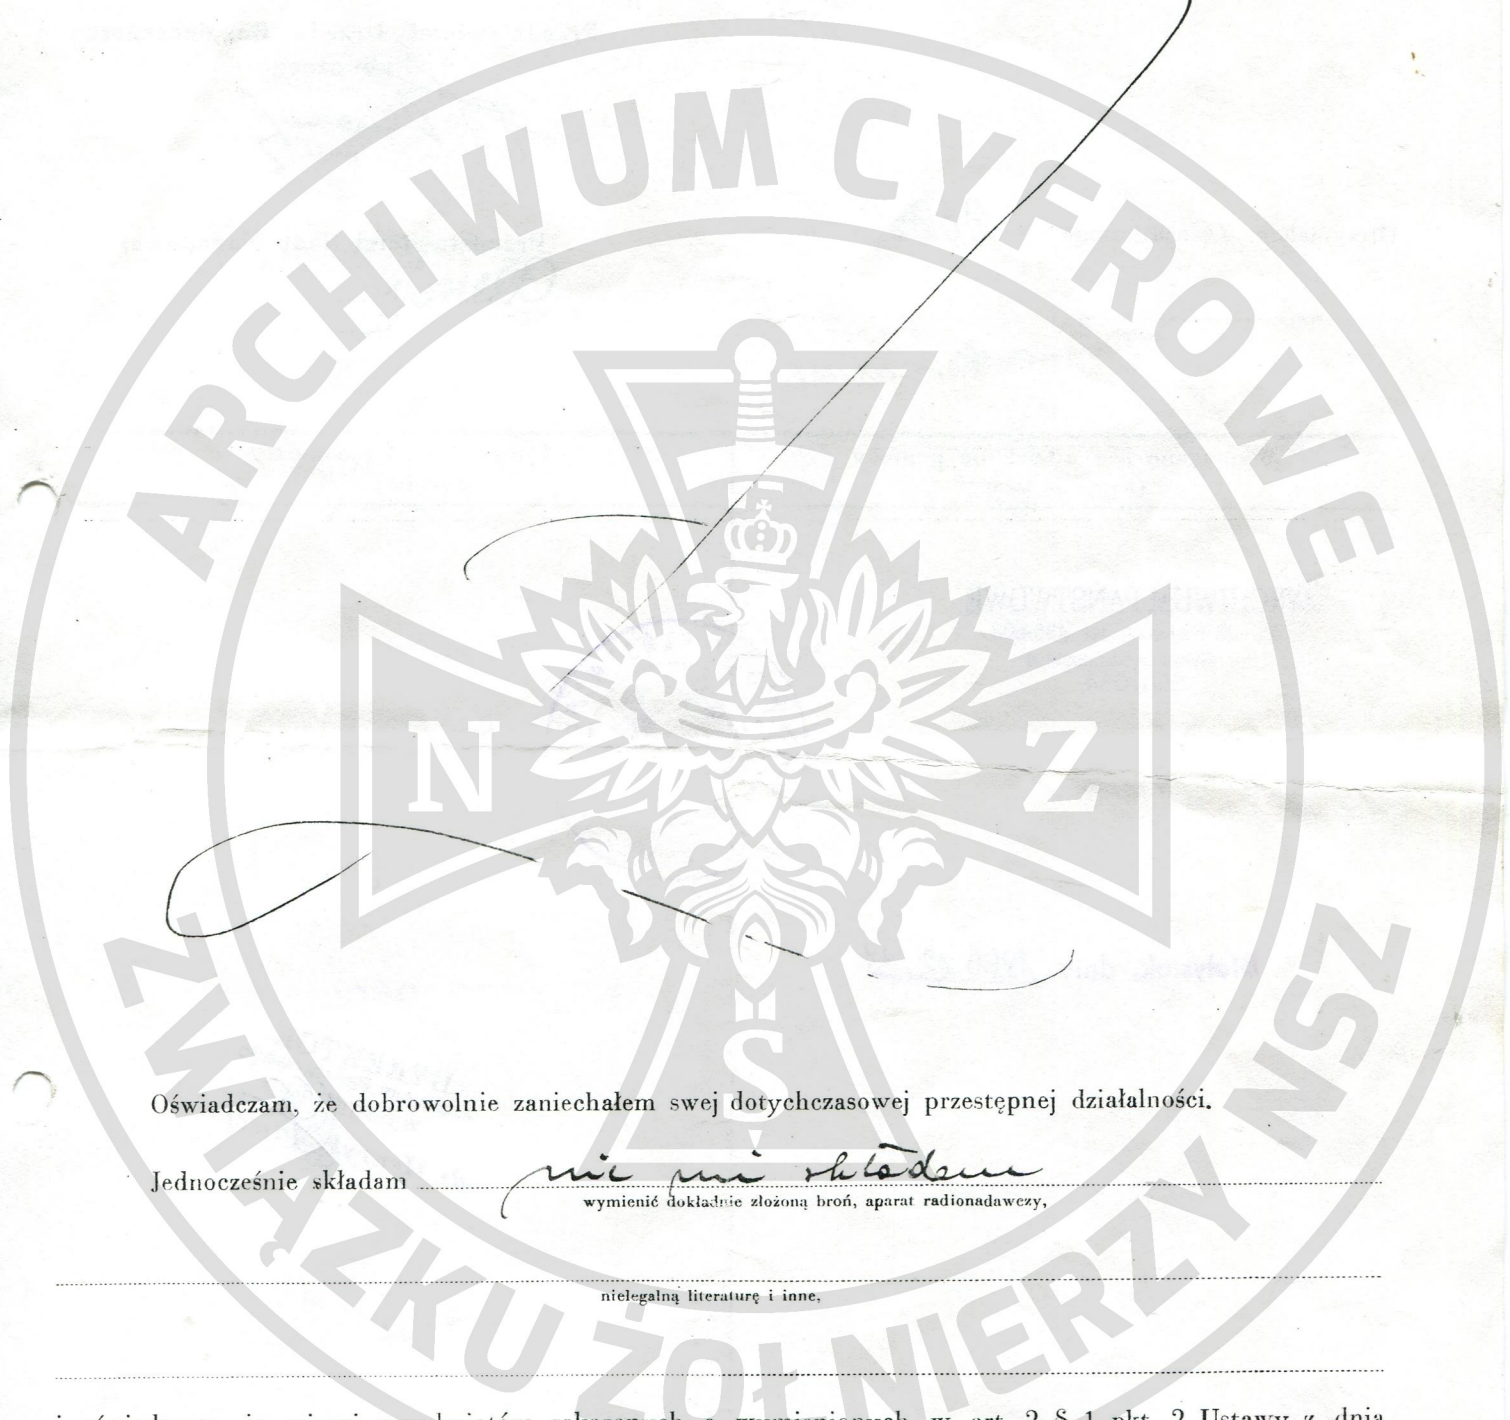 ARCHIWUM CYFROWE
N Z
S
Oświadczam, że dobrowolnie zaniechałem swej dotychczasowej przestępnej działalności.
Jednocześnie składam nic nie składam
wymienić dokładnie złożoną broń, aparat radionadawczy,
nielegalną literaturę i inne,
ZWIĄZKU ŻOŁNIERZY NSZ